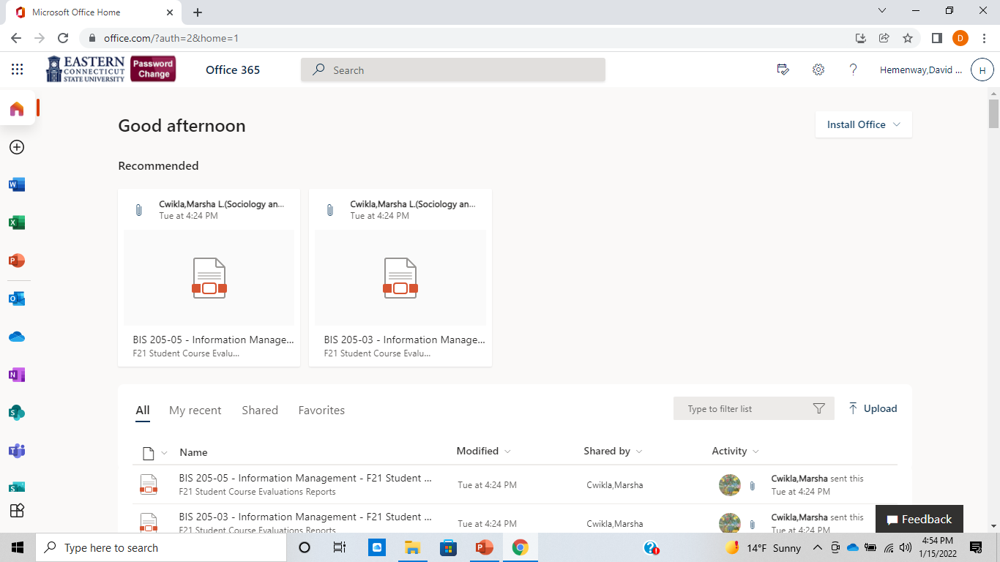 Microsoft Office Home
office.com/?auth=2&home=1
D
EASTERN
CONNECTICUT
STATE UNIVERSITY
Password
Change
Office 365
Search
?
Hemenway,David ...
H
Good afternoon
Install Office
Recommended
Cwikla,Marsha L.(Sociology an...
Tue at 4:24 PM
BIS 205-05 - Information Manage...
F21 Student Course Evalu...
Cwikla,Marsha L.(Sociology an...
Tue at 4:24 PM
BIS 205-03 - Information Manage...
F21 Student Course Evalu...
W
X
P
O
N
S
T
S
All My recent Shared Favorites
Type to filter list
Upload
Name Modified Shared by Activity
BIS 205-05 - Information Management - F21 Student ...
F21 Student Course Evaluations Reports
Tue at 4:24 PM
Cwikla,Marsha
Cwikla,Marsha sent this
Tue at 4:24 PM
BIS 205-03 - Information Management - F21 Student ...
F21 Student Course Evaluations Reports
Tue at 4:24 PM
Cwikla,Marsha
Cwikla,Marsha sent this
Tue at 4:24 PM
Feedback
Type here to search
14°F Sunny
4:54 PM
1/15/2022